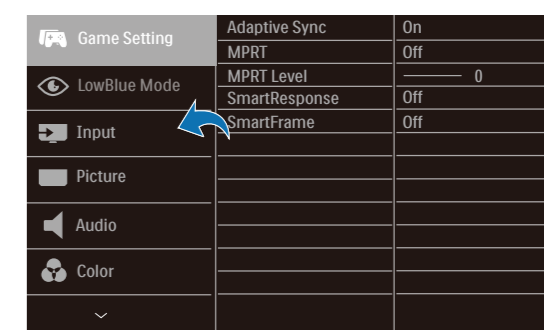 Game Setting
LowBlue Mode
Input
Picture
Audio
Color
Adaptive Sync On
MPRT Off
MPRT Level 0
SmartResponse Off
SmartFrame Off